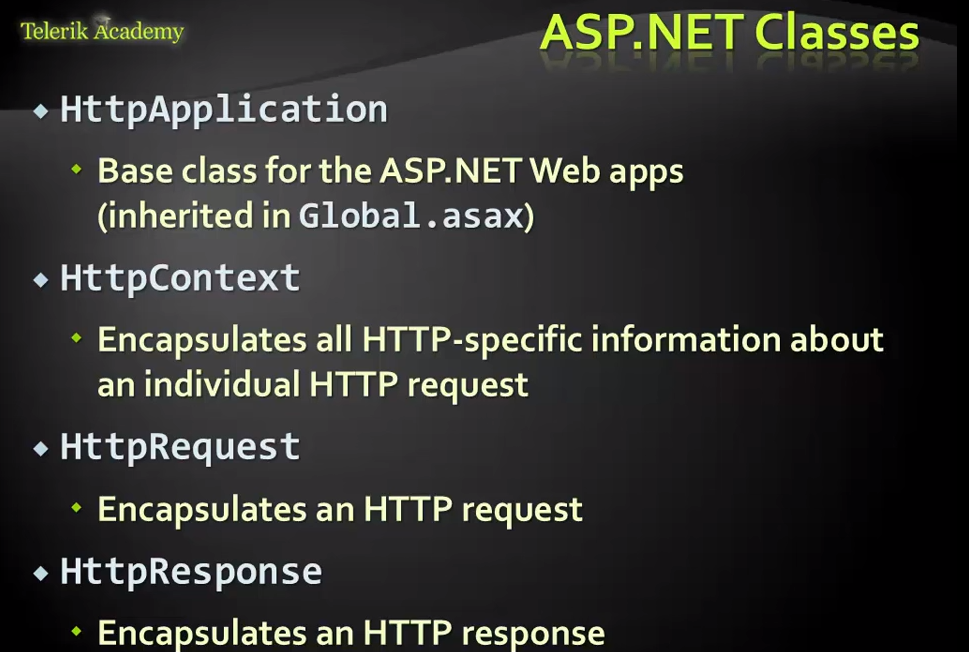 Telerik Academy
ASP.NET Classes
HttpApplication
Base class for the ASP.NET Web apps
(inherited in Global.asax)
HttpContext
Encapsulates all HTTP-specific information about
an individual HTTP request
HttpRequest
Encapsulates an HTTP request
HttpResponse
Encapsulates an HTTP response